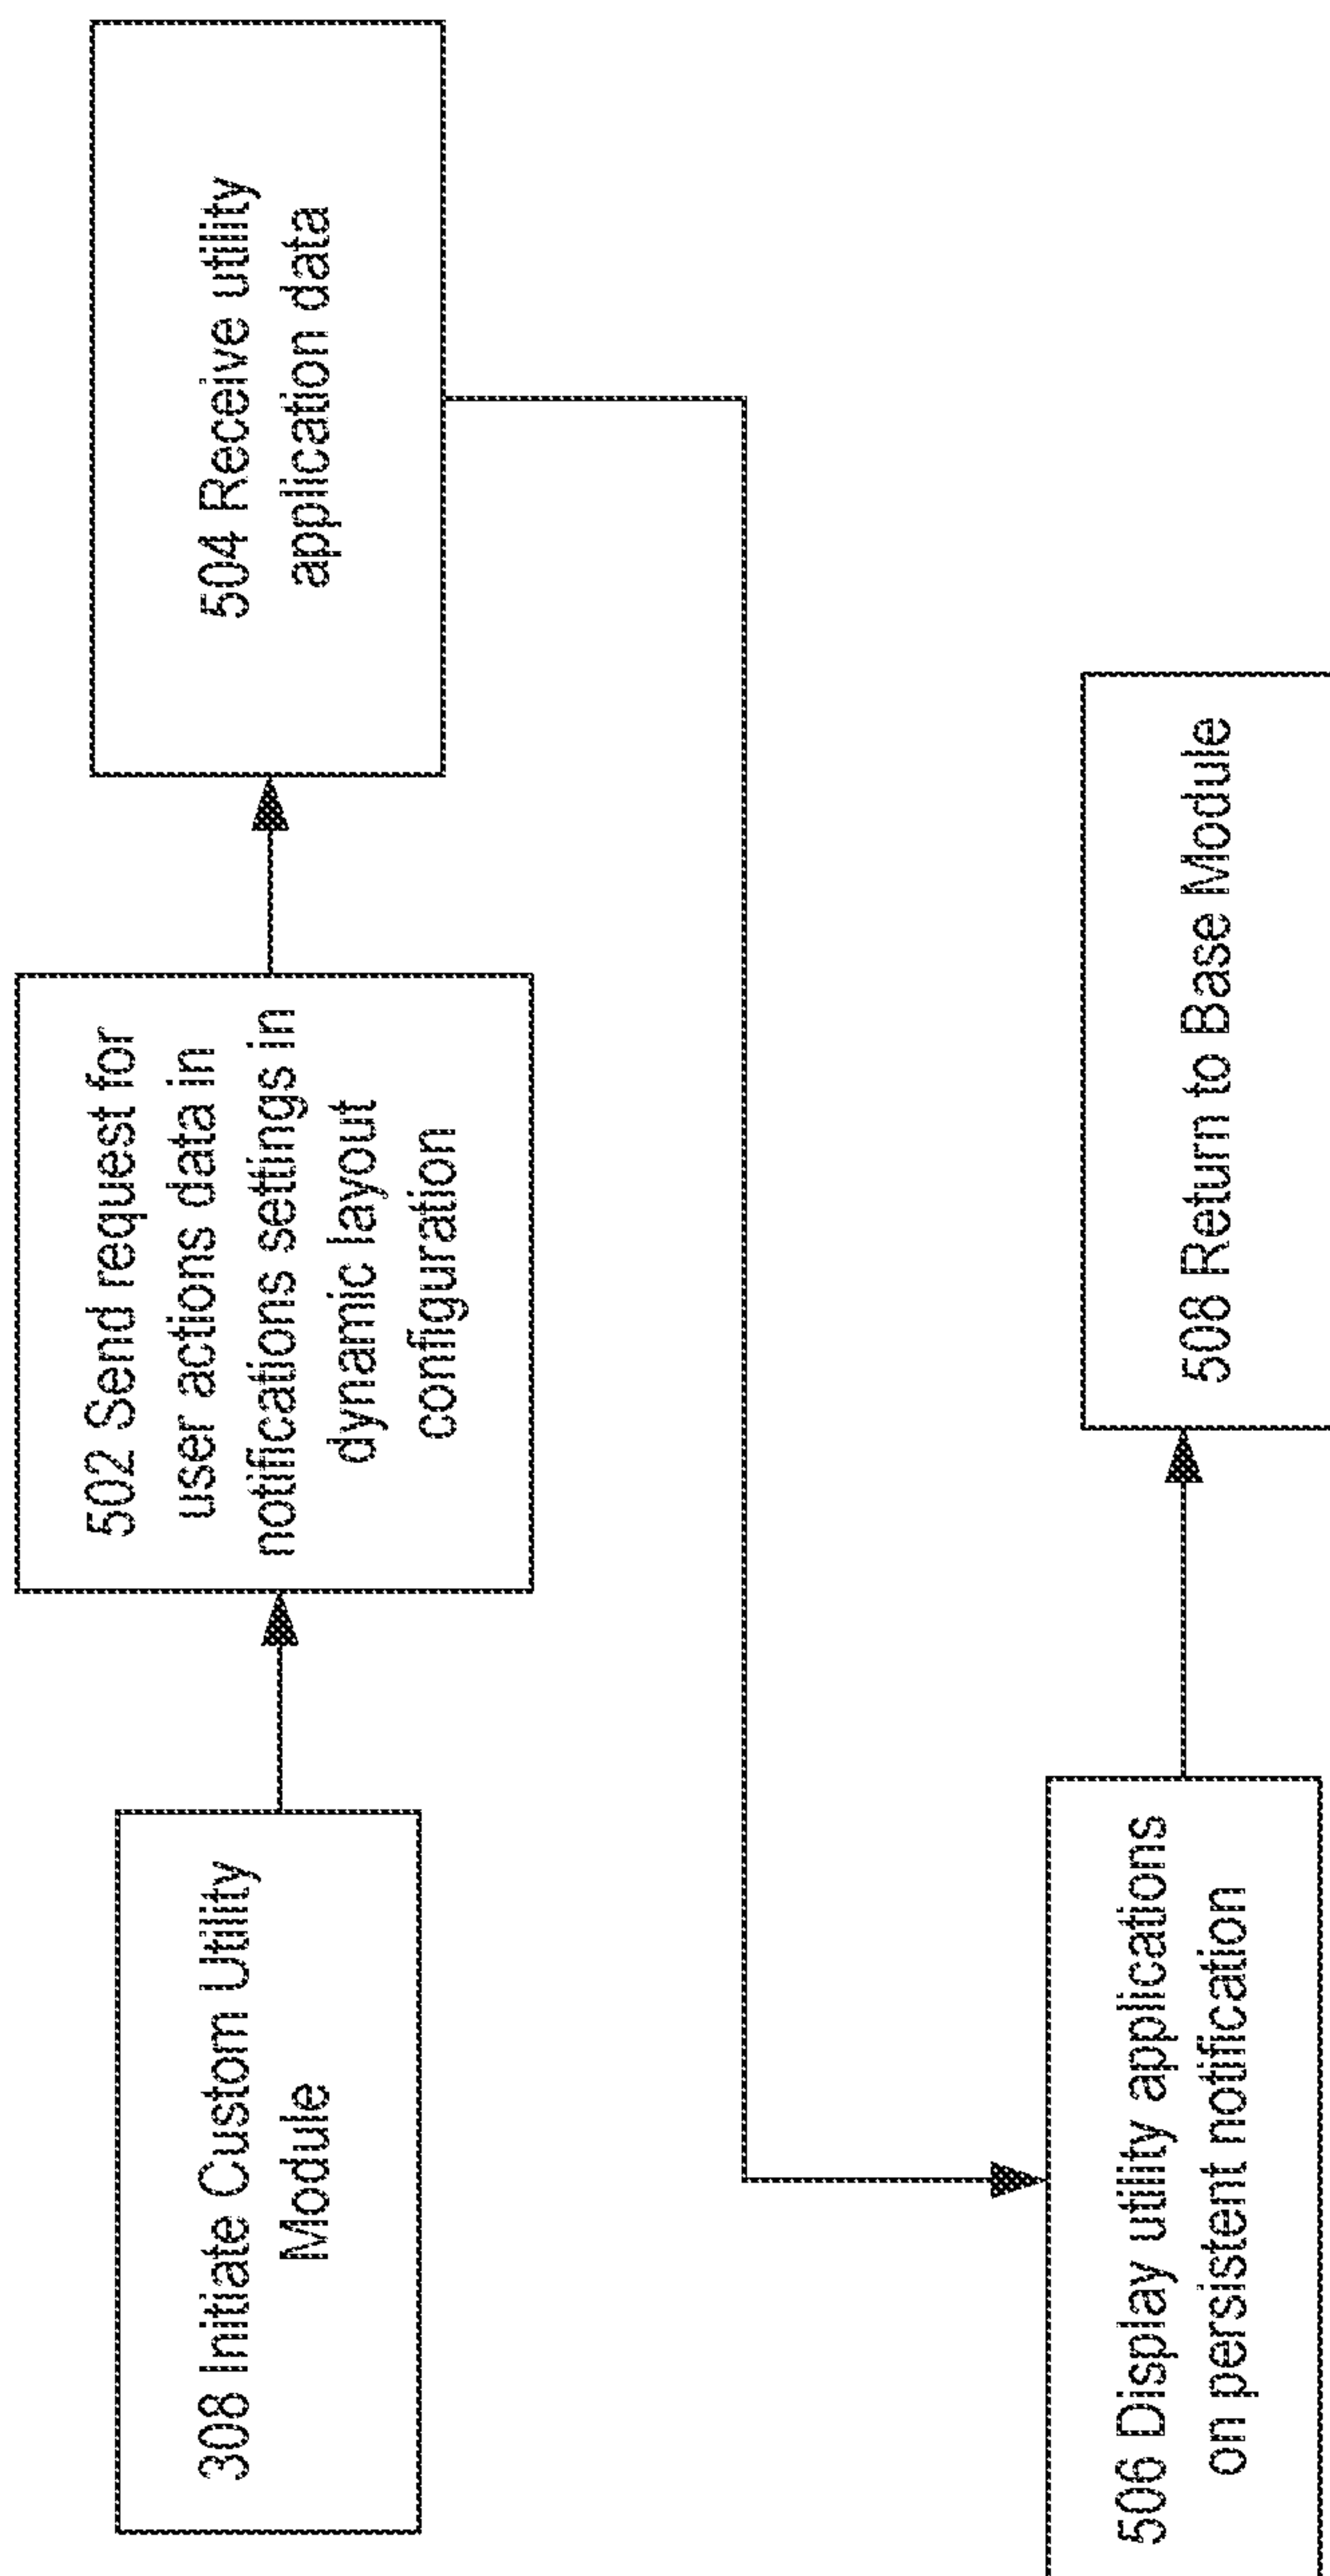 308 Initiate Custom Utility
Module
502 Send request for
user actions data in
notifications settings in
dynamic layout
configuration
504 Receive utility
application data
506 Display utility applications
on persistent notification
508 Return to Base Module